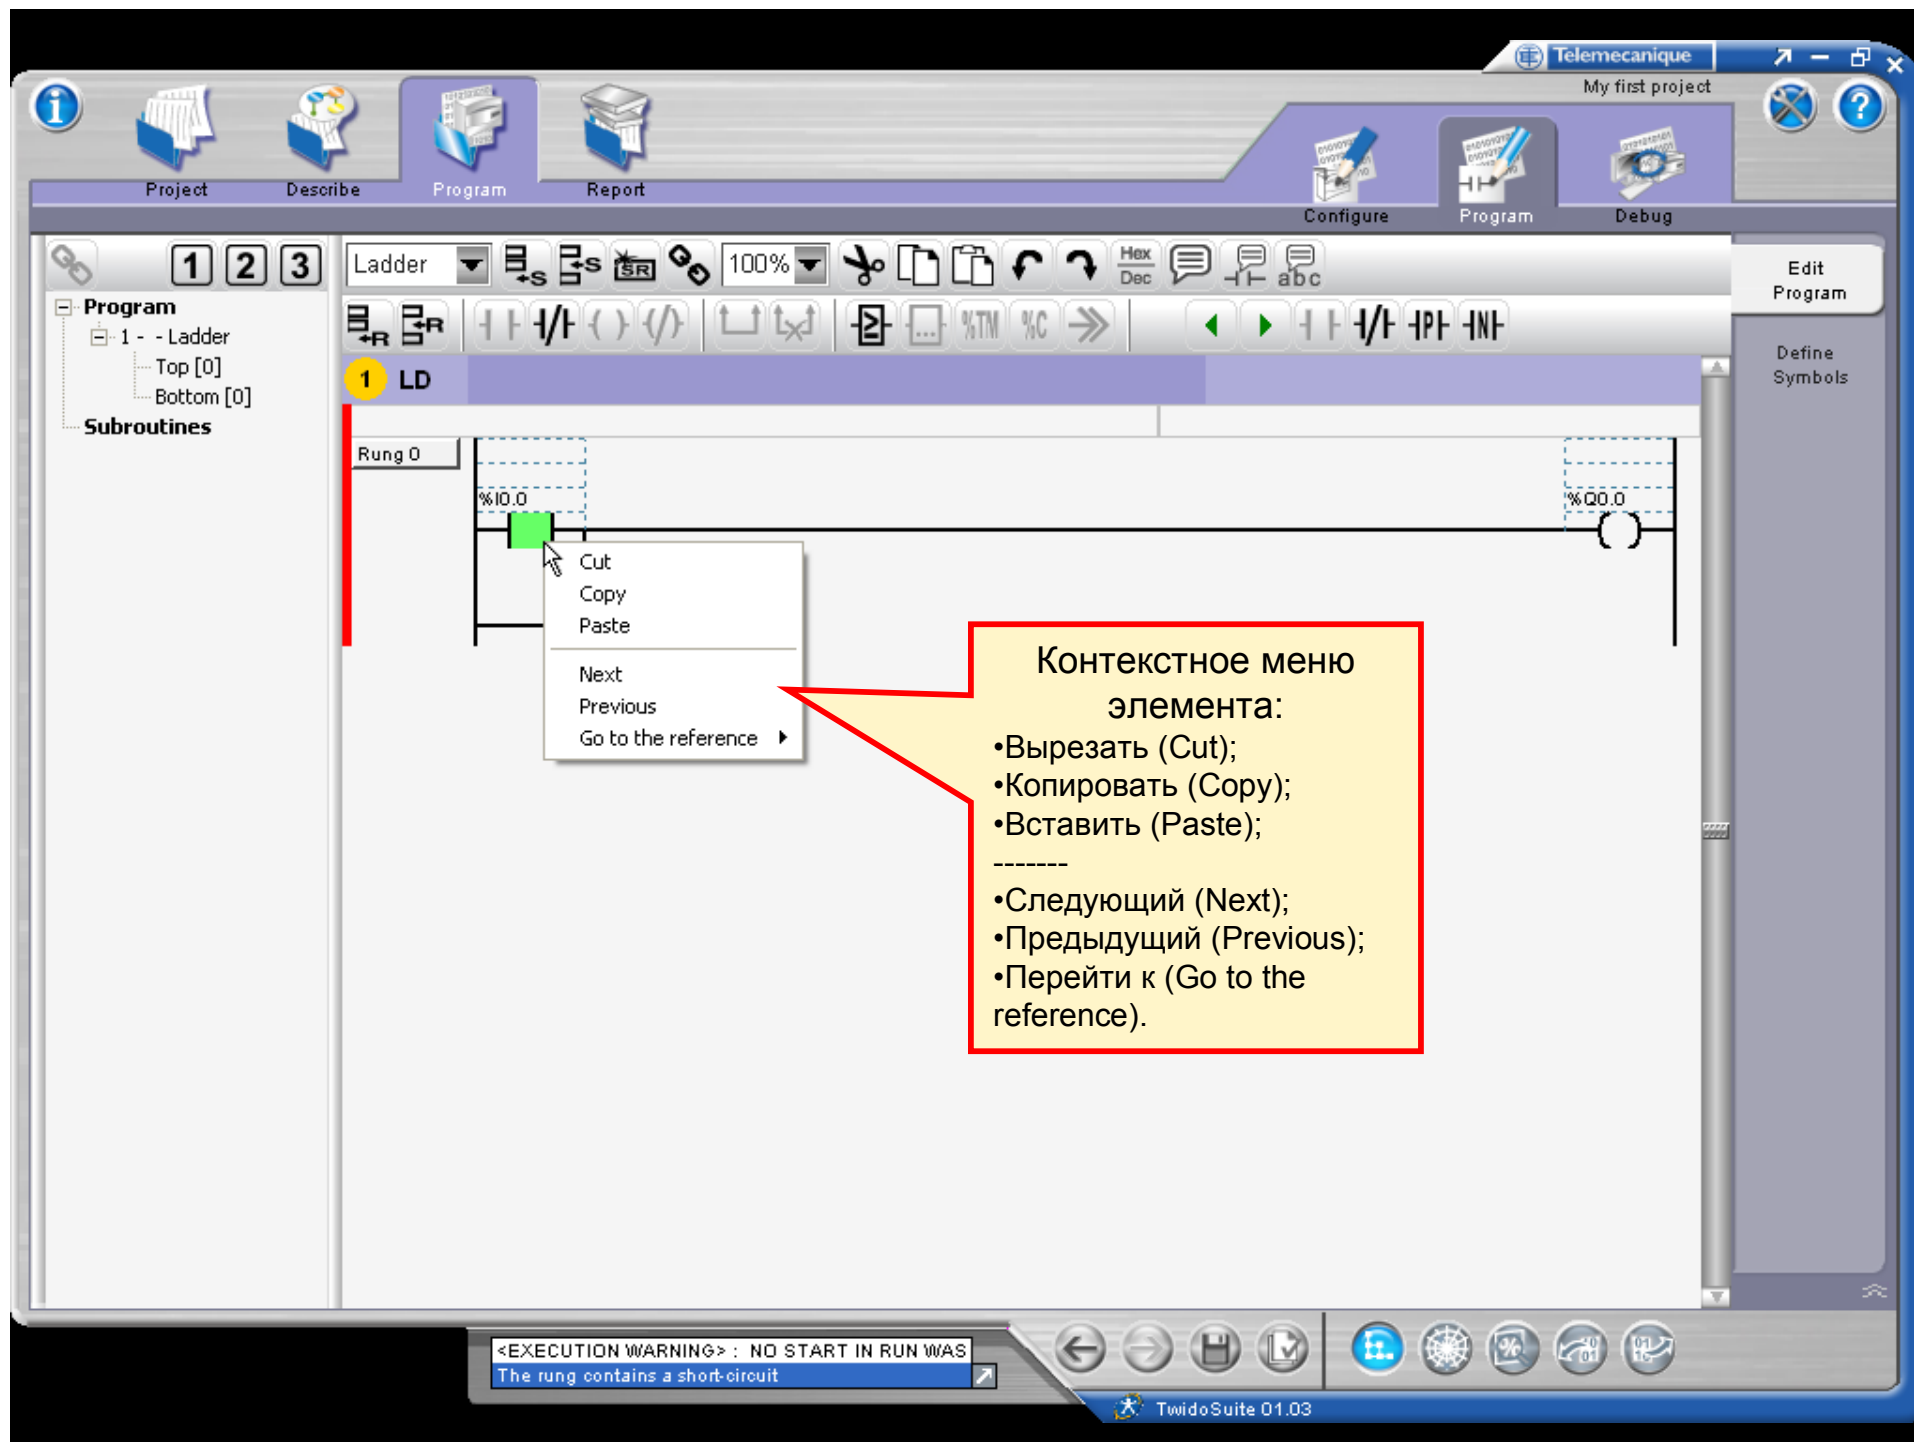 Telemecanique
My first project
Project
Describe
Program
Report
Configure
Program
Debug
1 2 3
Ladder
S
S
SR
100%
Hex
Dec
abc
Edit
Program
Program
1 - - Ladder
Top [0]
Bottom [0]
Subroutines
R
R
%TM
%C
P
N
Define
Symbols
1 LD
Rung 0
%I0.0
%Q0.0
Cut
Copy
Paste
Next
Previous
Go to the reference
Контекстное меню
элемента:
•Вырезать (Cut);
•Копировать (Copy);
•Вставить (Paste);
-------
•Следующий (Next);
•Предыдущий (Previous);
•Перейти к (Go to the
reference).
<EXECUTION WARNING> : NO START IN RUN WAS
The rung contains a short-circuit
TwidoSuite 01.03